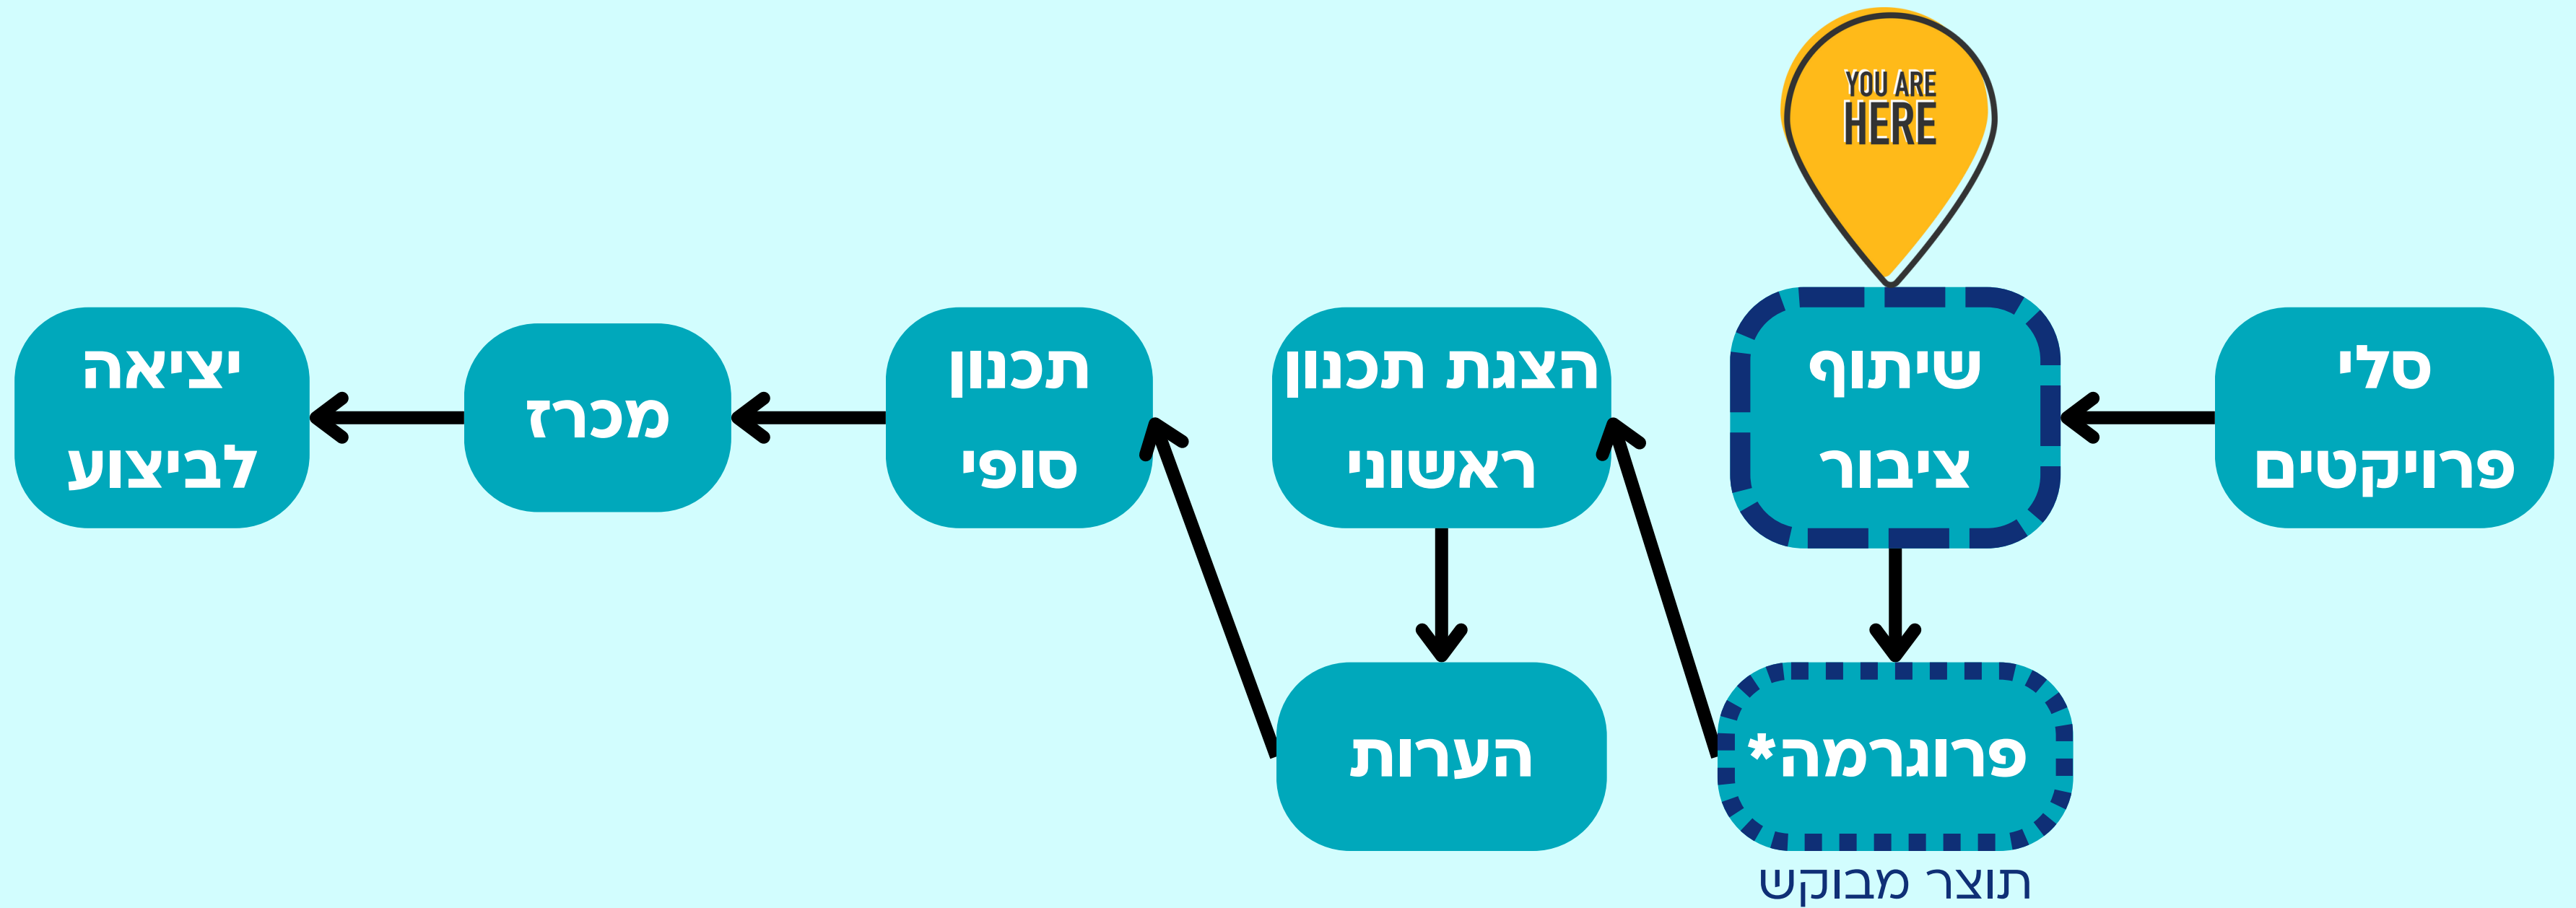 YOU ARE
HERE
סלי
פרויקטים
שיתוף
ציבור
פרוגרמה*
תוצר מבוקש
הצגת תכנון
ראשוני
הערות
תכנון
סופי
מכרז
יציאה
לביצוע